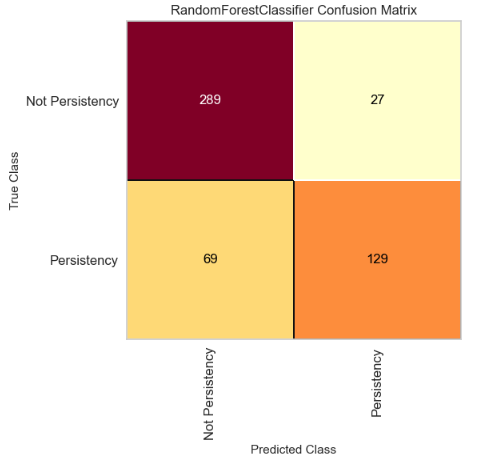 RandomForestClassifier Confusion Matrix
True Class
Not Persistency
289
27
Persistency
69
129
Not Persistency
Persistency
Predicted Class